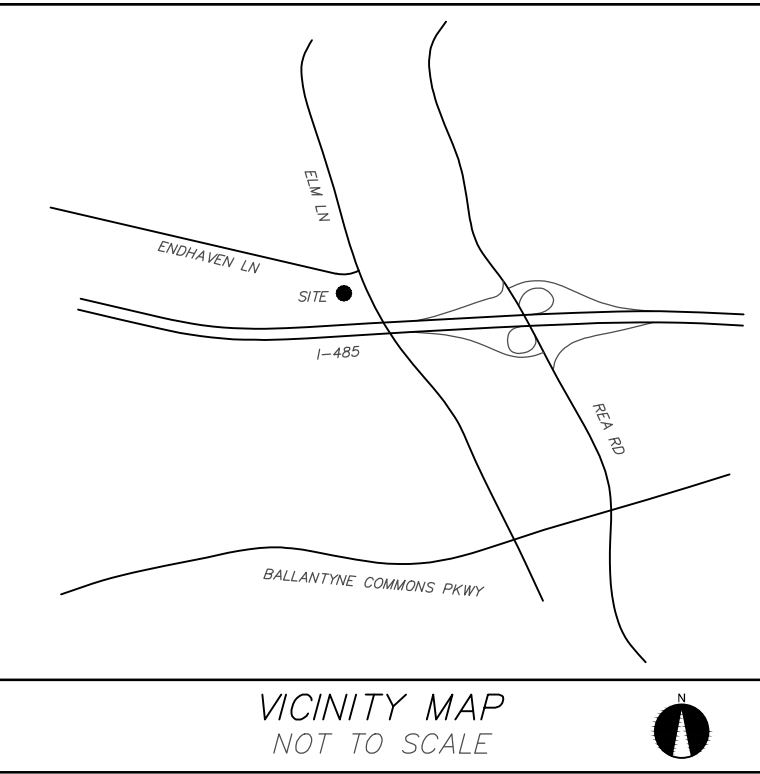 ELM LN
ENDHAVEN LN
SITE
I-485
REA RD
BALLANTYNE COMMONS PKWY
VICINITY MAP
NOT TO SCALE
N